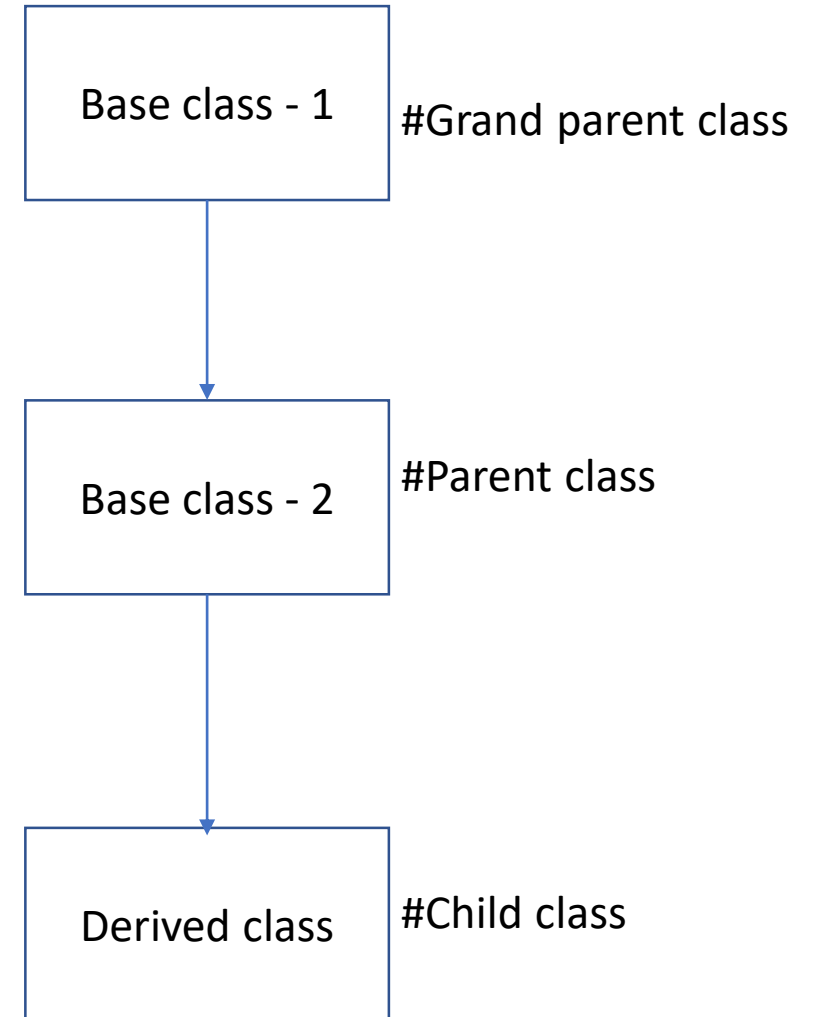 Base class - 1
#Grand parent class
Base class - 2
#Parent class
Derived class
#Child class